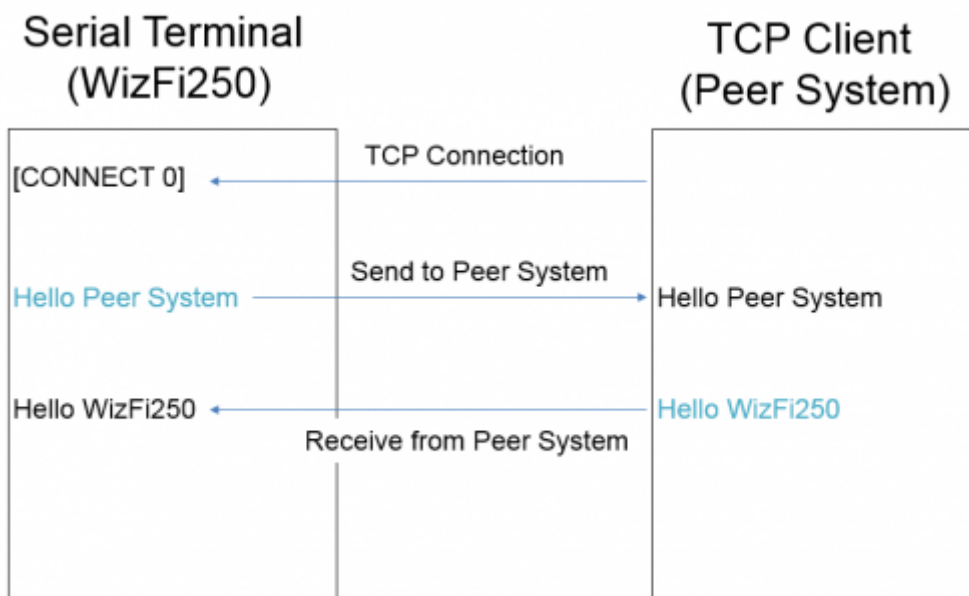 Serial Terminal
(WizFi250)
TCP Client
(Peer System)
TCP Connection
[CONNECT 0]
Send to Peer System
Hello Peer System
Hello Peer System
Hello WizFi250
Hello WizFi250
Receive from Peer System